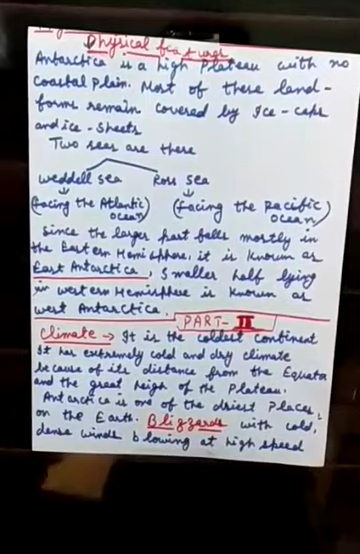 Physical features
Antarctica is a high Plateau with no
coastal Plain. Most of these land-
forms remain covered by Ice-caps
and ice-sheets
Two seas are there
Weddell sea Ross sea
(facing the Atlantic ocean) (facing the pacific ocean)
Since the larger part falls mostly in
the Eastern Hemisphere, it is known as
East Antarctica. Smaller half lying
in western Hemisphere is known as
west Antarctica.
PART-II
Climate → It is the coldest continent
It has extremely cold and dry climate
because of its distance from the Equator
and the great heigh of the Plateau.
Antarctica is one of the driest Places,
on the Earth. Blizzards with cold,
dense winds blowing at high speed